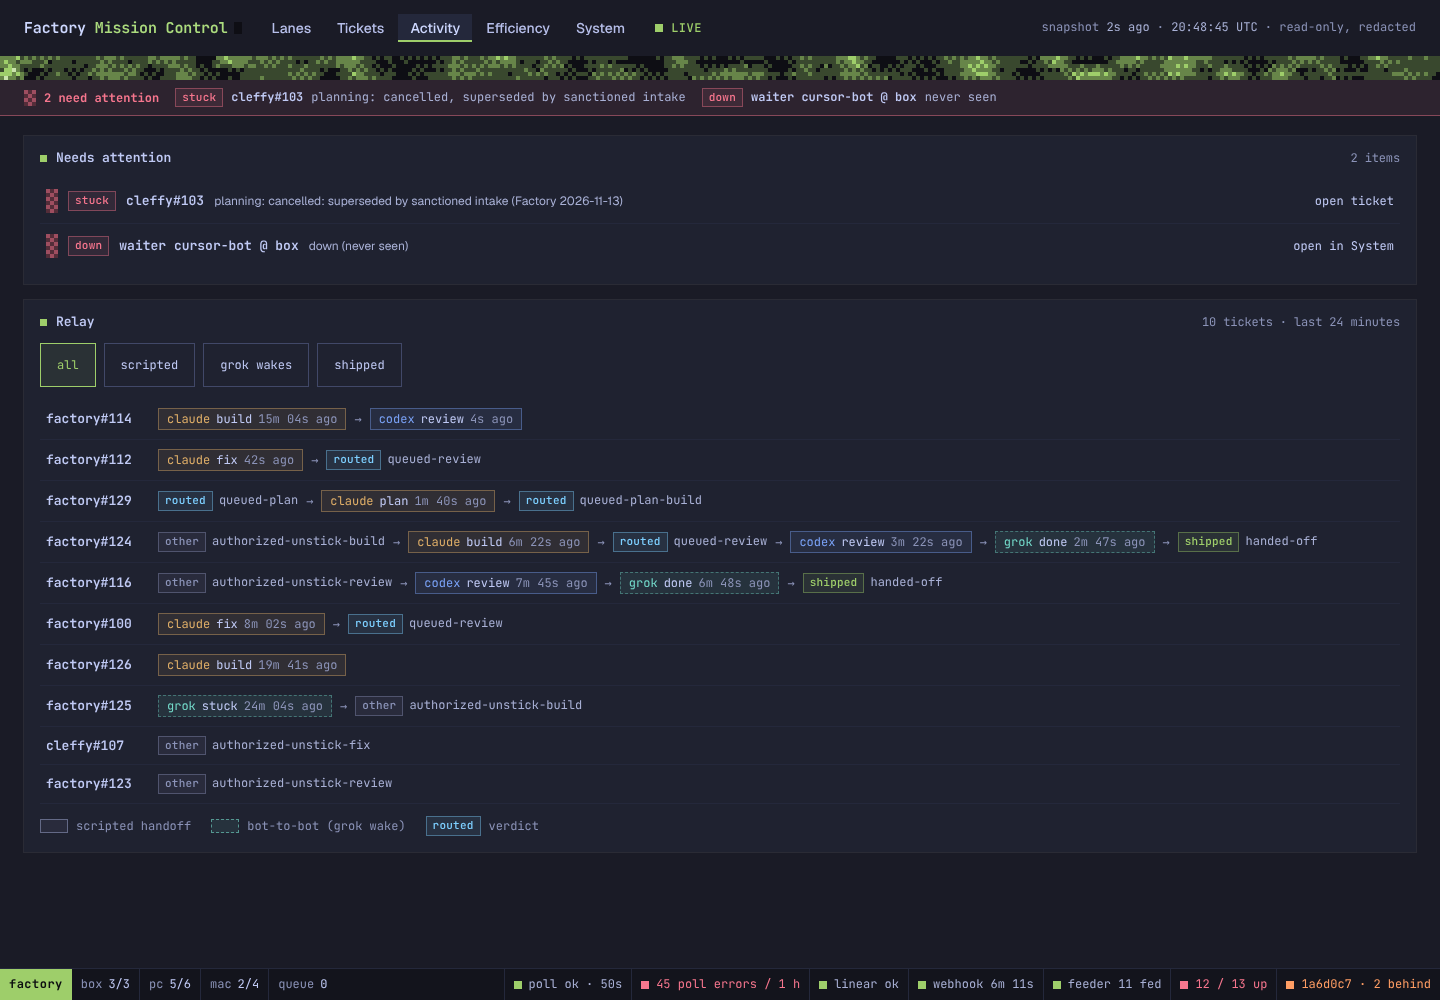 Factory Mission Control Lanes Tickets Activity Efficiency System LIVE snapshot 2s ago · 20:48:45 UTC · read-only, redacted
2 need attention stuck cleffy#103 planning: cancelled, superseded by sanctioned intake down waiter cursor-bot @ box never seen
Needs attention 2 items
stuck cleffy#103 planning: cancelled: superseded by sanctioned intake (Factory 2026-11-13) open ticket
down waiter cursor-bot @ box down (never seen) open in System
Relay 10 tickets · last 24 minutes
all scripted grok wakes shipped
factory#114 claude build 15m 04s ago → codex review 4s ago
factory#112 claude fix 42s ago → routed queued-review
factory#129 routed queued-plan → claude plan 1m 40s ago → routed queued-plan-build
factory#124 other authorized-unstick-build → claude build 6m 22s ago → routed queued-review → codex review 3m 22s ago → grok done 2m 47s ago → shipped handed-off
factory#116 other authorized-unstick-review → codex review 7m 45s ago → grok done 6m 48s ago → shipped handed-off
factory#100 claude fix 8m 02s ago → routed queued-review
factory#126 claude build 19m 41s ago
factory#125 grok stuck 24m 04s ago → other authorized-unstick-build
cleffy#107 other authorized-unstick-fix
factory#123 other authorized-unstick-review
scripted handoff bot-to-bot (grok wake) routed verdict
factory box 3/3 pc 5/6 mac 2/4 queue 0 poll ok · 50s 45 poll errors / 1 h linear ok webhook 6m 11s feeder 11 fed 12 / 13 up 1a6d0c7 · 2 behind